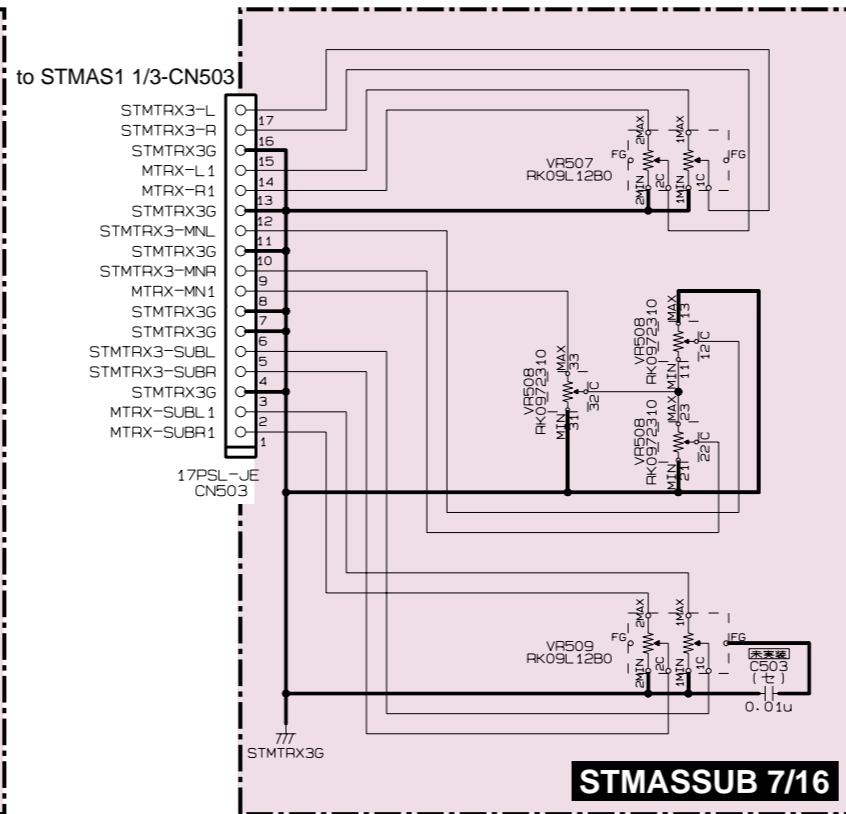 to STMAS1 1/3-CN503
STMTRX3-L
17
STMTRX3-R
16
STMTRX3G
15
MTRX-L1
14
MTRX-R1
13
STMTRX3G
12
STMTRX3-MNL
11
STMTRX3G
10
STMTRX3-MNR
9
MTRX-MN1
8
STMTRX3G
7
STMTRX3G
6
STMTRX3-SUBL
5
STMTRX3-SUBR
4
STMTRX3G
3
MTRX-SUBL1
2
MTRX-SUBR1
1
17PSL-JE
CN503
STMTRX3G
VR507
RK09L12B0
FG
2MAX
1MAX
FG
2MIN
2C
1MIN
1C
VR508
RK0972310
MAX
33
32C
MIN
31
VR508
RK0972310
MAX
13
12C
MIN
11
VR508
RK0972310
MAX
23
22C
MIN
21
VR509
RK09L12B0
FG
2MAX
1MAX
FG
2MIN
2C
1MIN
1C
未実装
C503
(セ)
0.01u
STMASSUB 7/16